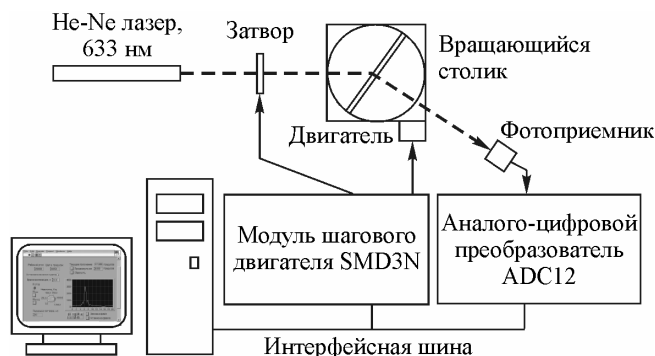 He-Ne лазер,
633 нм
Затвор
Вращающийся
столик
Двигатель
Фотоприемник
Модуль шагового
двигателя SMD3N
Аналого-цифровой
преобразователь
ADC12
Интерфейсная шина